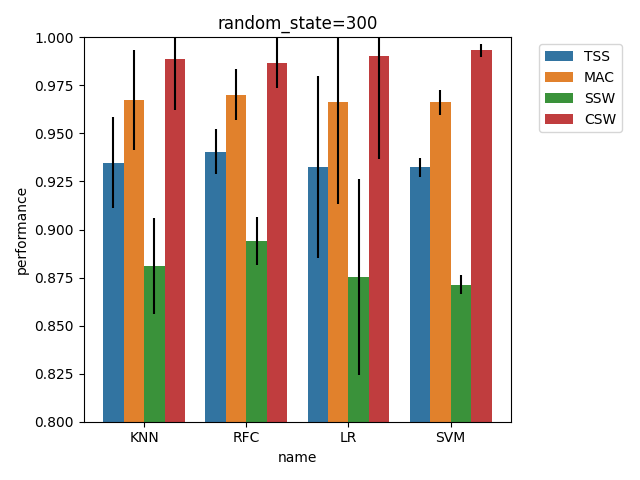 random_state=300
1.000
0.975
0.950
0.925
0.900
0.875
0.850
0.825
0.800
performance
KNN RFC LR SVM
name
TSS
MAC
SSW
CSW